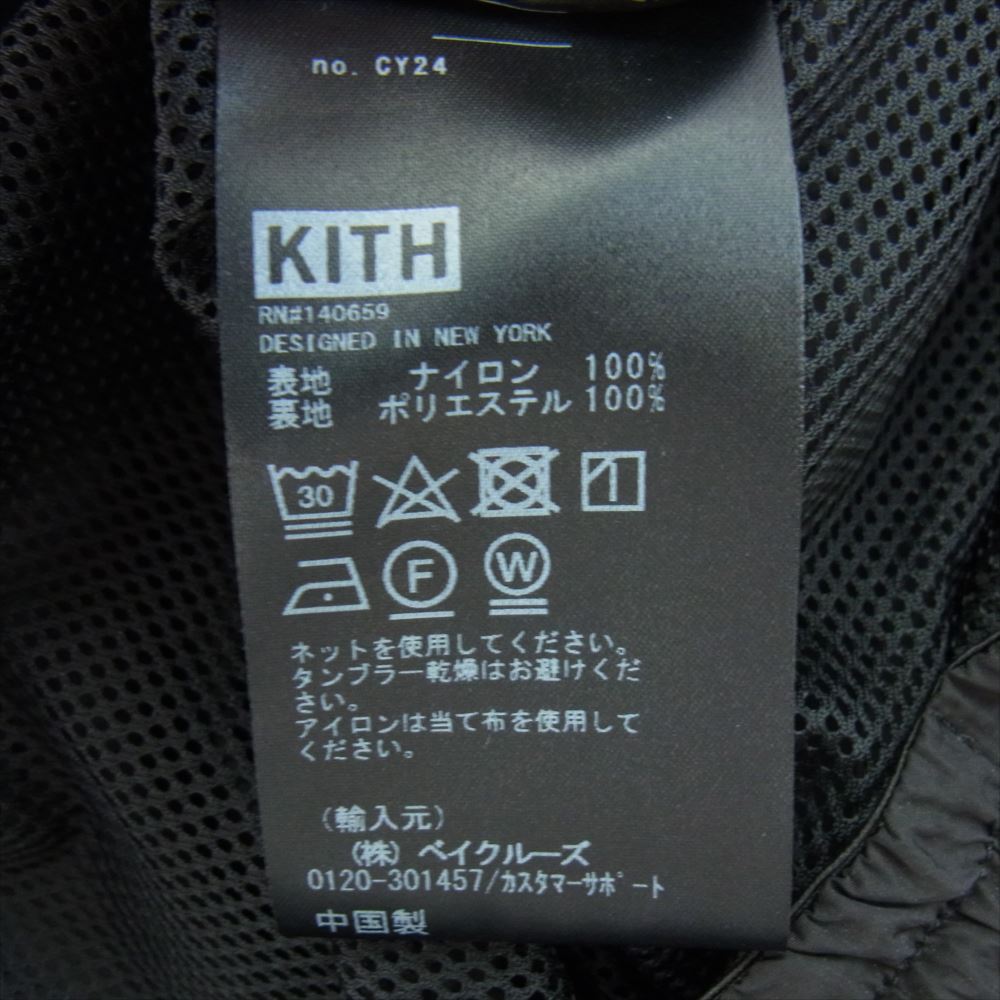 no. CY24
KITH
RN#140659
DESIGNED IN NEW YORK
表地 ナイロン 100%
裏地 ポリエステル 100%
30
F W
ネットを使用してください。
タンブラー乾燥はお避けくだ
さい。
アイロンは当て布を使用して
ください。
(輸入元)
(株) ベイクルーズ
0120-301457/カスタマーサポート
中国製